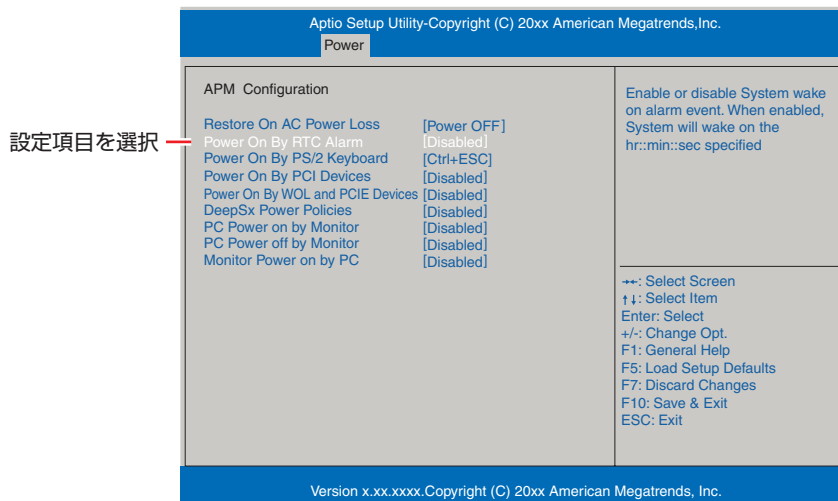 Aptio Setup Utility-Copyright (C) 20xx American Megatrends,Inc.
Power
設定項目を選択
APM Configuration
Restore On AC Power Loss [Power OFF]
Power On By RTC Alarm [Disabled]
Power On By PS/2 Keyboard [Ctrl+ESC]
Power On By PCI Devices [Disabled]
Power On By WOL and PCIE Devices [Disabled]
DeepSx Power Policies [Disabled]
PC Power on by Monitor [Disabled]
PC Power off by Monitor [Disabled]
Monitor Power on by PC [Disabled]
Enable or disable System wake
on alarm event. When enabled,
System will wake on the
hr::min::sec specified
→←: Select Screen
↑↓: Select Item
Enter: Select
+/-: Change Opt.
F1: General Help
F5: Load Setup Defaults
F7: Discard Changes
F10: Save & Exit
ESC: Exit
Version x.xx.xxxx.Copyright (C) 20xx American Megatrends, Inc.